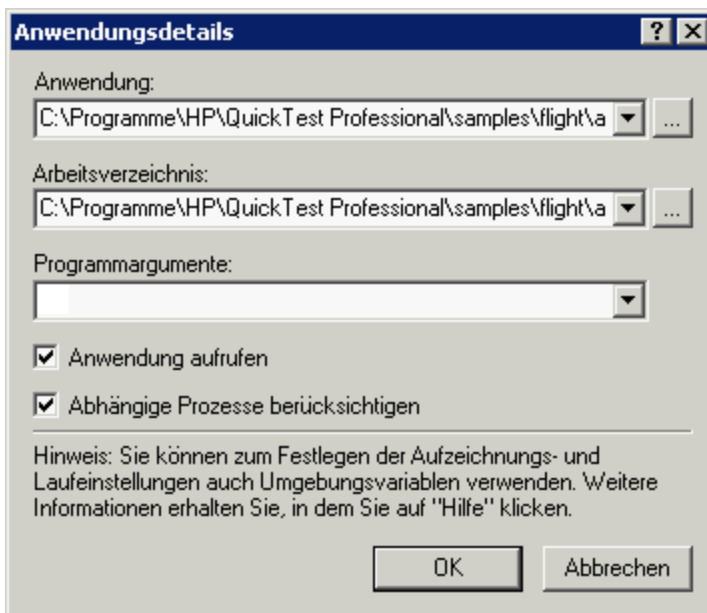 Anwendungsdetails
Anwendung:
C:\Programme\HP\QuickTest Professional\samples\flight\a
...
Arbeitsverzeichnis:
C:\Programme\HP\QuickTest Professional\samples\flight\a
...
Programmargumente:
Anwendung aufrufen
Abhängige Prozesse berücksichtigen
Hinweis: Sie können zum Festlegen der Aufzeichnungs- und
Laufeinstellungen auch Umgebungsvariablen verwenden. Weitere
Informationen erhalten Sie, in dem Sie auf "Hilfe" klicken.
OK
Abbrechen